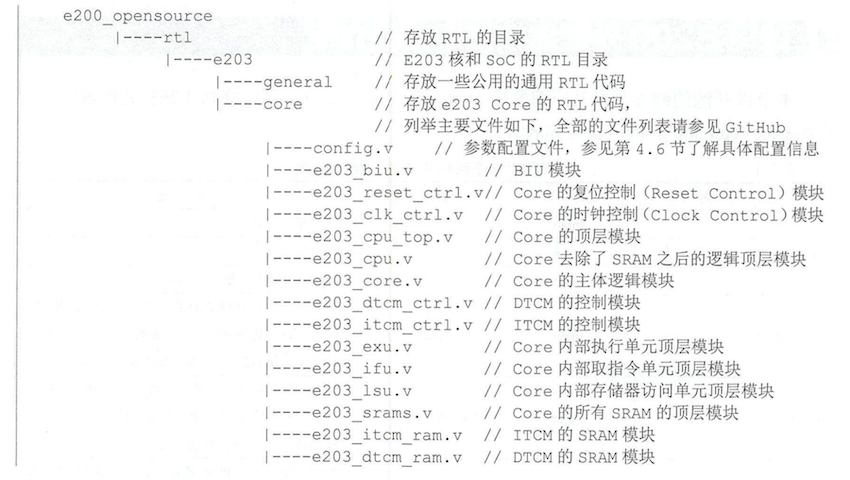 e200_opensource
|----rtl // 存放 RTL 的目录
|----e203 // E203 核和 SoC 的 RTL 目录
|----general // 存放一些公用的通用 RTL 代码
|----core // 存放 e203 Core 的 RTL 代码，
// 列举主要文件如下，全部的文件列表请参见 GitHub
|----config.v // 参数配置文件，参见第 4.6 节了解具体配置信息
|----e203_biu.v // BIU 模块
|----e203_reset_ctrl.v// Core 的复位控制（Reset Control）模块
|----e203_clk_ctrl.v // Core 的时钟控制（Clock Control）模块
|----e203_cpu_top.v // Core 的顶层模块
|----e203_cpu.v // Core 去除了 SRAM 之后的逻辑顶层模块
|----e203_core.v // Core 的主体逻辑模块
|----e203_dtcm_ctrl.v // DTCM 的控制模块
|----e203_itcm_ctrl.v // ITCM 的控制模块
|----e203_exu.v // Core 内部执行单元顶层模块
|----e203_ifu.v // Core 内部取指令单元顶层模块
|----e203_lsu.v // Core 内部存储器访问单元顶层模块
|----e203_srams.v // Core 的所有 SRAM 的顶层模块
|----e203_itcm_ram.v // ITCM 的 SRAM 模块
|----e203_dtcm_ram.v // DTCM 的 SRAM 模块